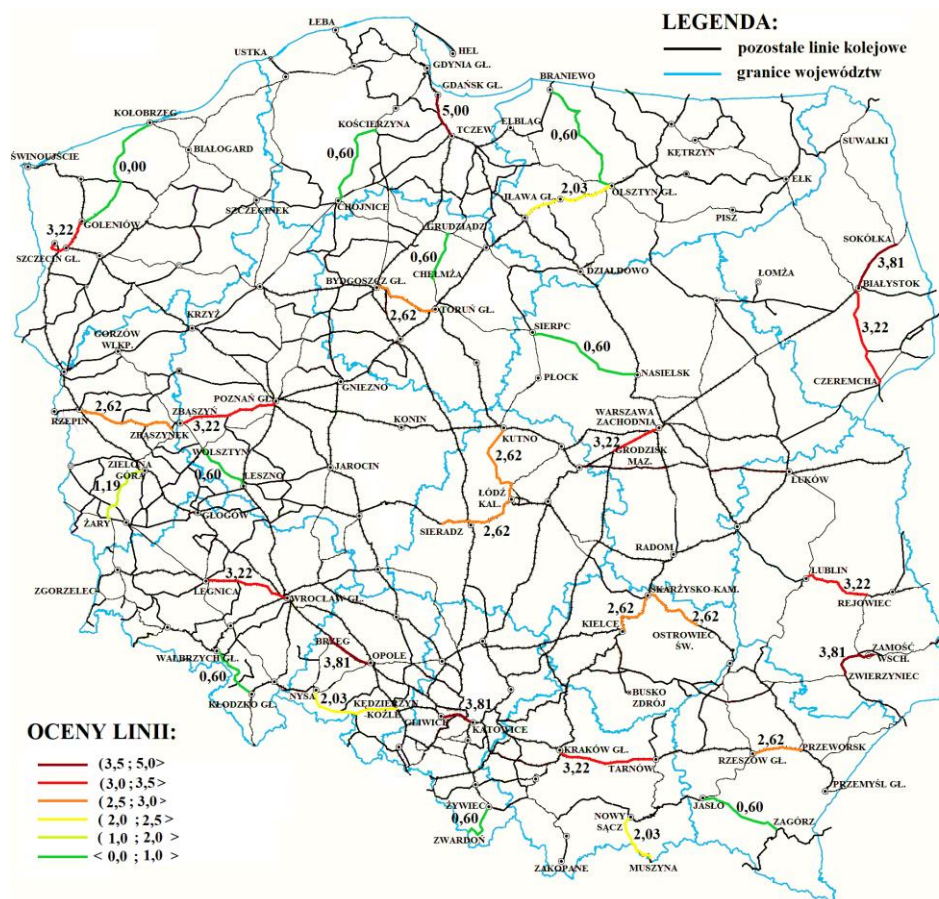 ŁEBA
LEGENDA:
pozostałe linie kolejowe
granice województw
HEL
USTKA
GDYNIA GŁ.
GDAŃSK GŁ.
BRANIEWO
KOŁOBRZEG
5,00
KOŚCIERZYNA
ELBLĄG
TCZEW
0,60
SUWAŁKI
BIAŁOGARD
KĘTRZYN
ŚWINOUJŚCIE
0,00
0,60
EŁK
2,03
OLSZTYN GŁ.
IŁAWA GŁ.
SZCZECINEK
CHOJNICE
PISZ
GOLENIÓW
3,22
GRUDZIĄDZ
SOKÓŁKA
SZCZECIN GŁ.
0,60
3,81
CHEŁMŻA
DZIAŁDOWO
ŁOMŻA
BYDGOSZCZ GŁ.
BIAŁYSTOK
2,62
TORUŃ GŁ.
KRZYŻ
3,22
SIERPC
GORZÓW
WLKP.
0,60
NASIELSK
PŁOCK
CZEREMCHA
GNIEZNO
POZNAŃ GŁ.
2,62
ZBĄSZYŃ
RZEPIN
3,22
KONIN
WARSZAWA
ZACHODNIA
ZBĄSZYNEK
KUTNO
3,22
WOLSZTYN
2,62
GRODZISK
MAZ.
ZIELONA
GÓRA
0,60
LESZNO
JAROCIN
ŁUKÓW
1,19
ŁÓDŹ
KAL.
GŁOGÓW
ŻARY
SIERADZ
2,62
RADOM
LUBLIN
3,22
3,22
ZGORZELEC
LEGNICA
WROCŁAW GŁ.
SKARŻYSKO-KAM.
REJOWIEC
2,62
2,62
KIELCE
OSTROWIEC
ŚW.
BRZEG
WAŁBRZYCH GŁ.
OPOLE
3,81
ZAMOŚĆ
WSCH.
3,81
0,60
ZWIERZYNIEC
NYSA
2,03
KĘDZIERZYN
KOŹLE
BUSKO
ZDRÓJ
KŁODZKO GŁ.
3,81
GLIWICE
KATOWICE
OCENY LINII:
2,62
PRZEWORSK
KRAKÓW GŁ.
RZESZÓW GŁ.
3,22
TARNÓW
(3,5 ; 5,0>
(3,0 ; 3,5>
PRZEMYŚL GŁ.
(2,5 ; 3,0>
ŻYWIEC
JASŁO
0,60
0,60
NOWY
SĄCZ
(2,0 ; 2,5>
ZAGÓRZ
2,03
ZWARDOŃ
(1,0 ; 2,0 >
< 0,0 ; 1,0 >
ZAKOPANE
MUSZYNA